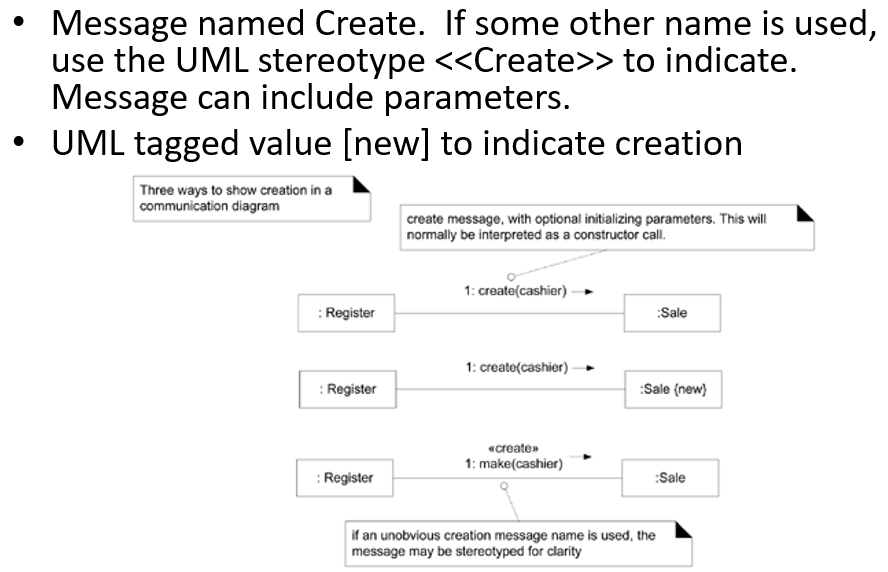 • Message named Create.  If some other name is used,
use the UML stereotype <<Create>> to indicate.
Message can include parameters.
• UML tagged value [new] to indicate creation
Three ways to show creation in a
communication diagram
create message, with optional initializing parameters. This will
normally be interpreted as a constructor call.
1: create(cashier)
: Register
:Sale
1: create(cashier)
: Register
:Sale {new}
«create»
1: make(cashier)
: Register
:Sale
if an unobvious creation message name is used, the
message may be stereotyped for clarity